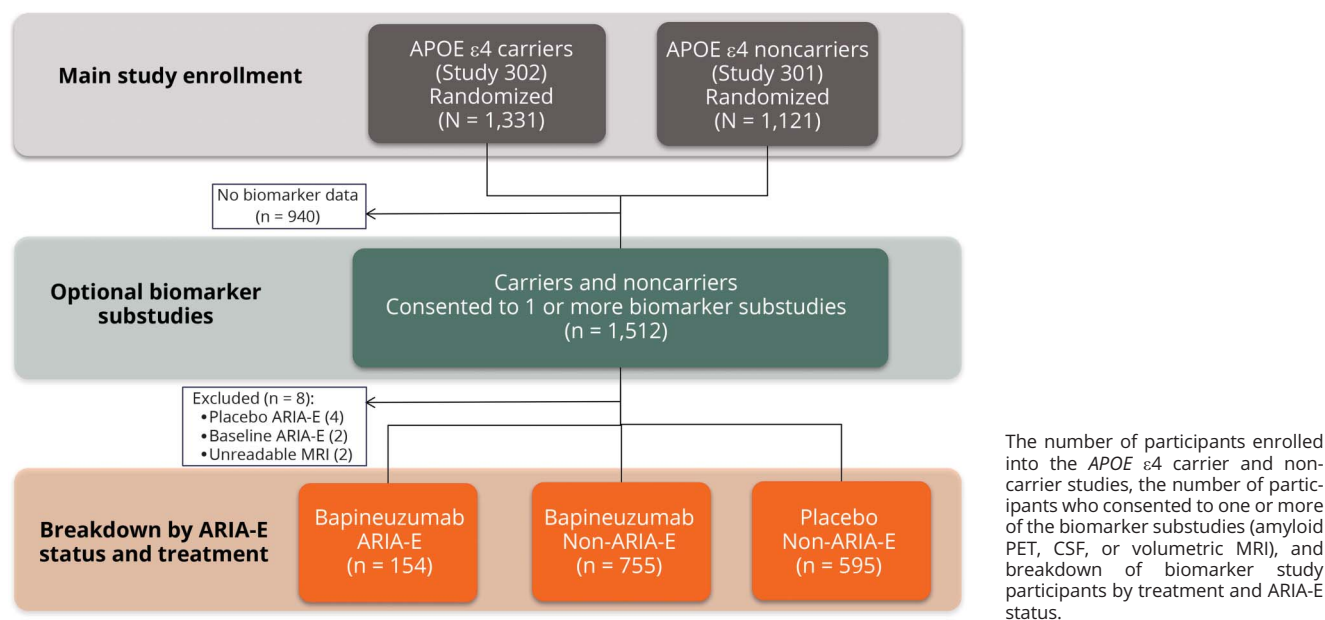 Main study enrollment
APOE ε4 carriers
(Study 302)
Randomized
(N = 1,331)
APOE ε4 noncarriers
(Study 301)
Randomized
(N = 1,121)
No biomarker data
(n = 940)
Optional biomarker
substudies
Carriers and noncarriers
Consented to 1 or more biomarker substudies
(n = 1,512)
Excluded (n = 8):
•Placebo ARIA-E (4)
•Baseline ARIA-E (2)
•Unreadable MRI (2)
Breakdown by ARIA-E
status and treatment
Bapineuzumab
ARIA-E
(n = 154)
Bapineuzumab
Non-ARIA-E
(n = 755)
Placebo
Non-ARIA-E
(n = 595)
The number of participants enrolled
into the APOE ε4 carrier and non-
carrier studies, the number of partic-
ipants who consented to one or more
of the biomarker substudies (amyloid
PET, CSF, or volumetric MRI), and
breakdown of biomarker study
participants by treatment and ARIA-E
status.